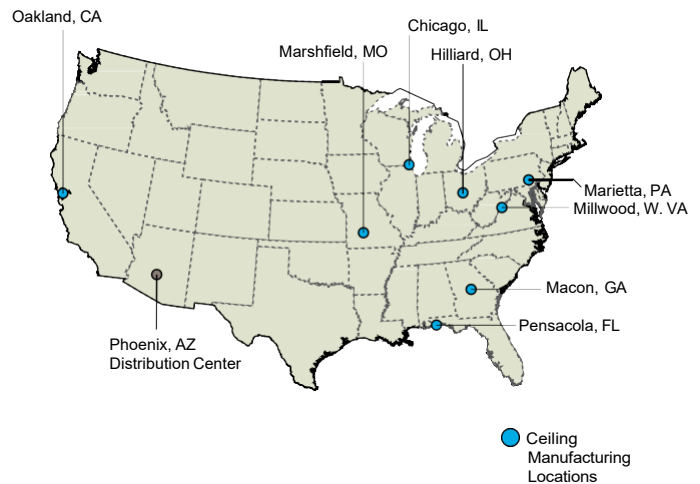 Oakland, CA
Chicago, IL
Marshfield, MO
Hilliard, OH
Marietta, PA
Millwood, W. VA
Macon, GA
Pensacola, FL
Phoenix, AZ
Distribution Center
Ceiling
Manufacturing
Locations